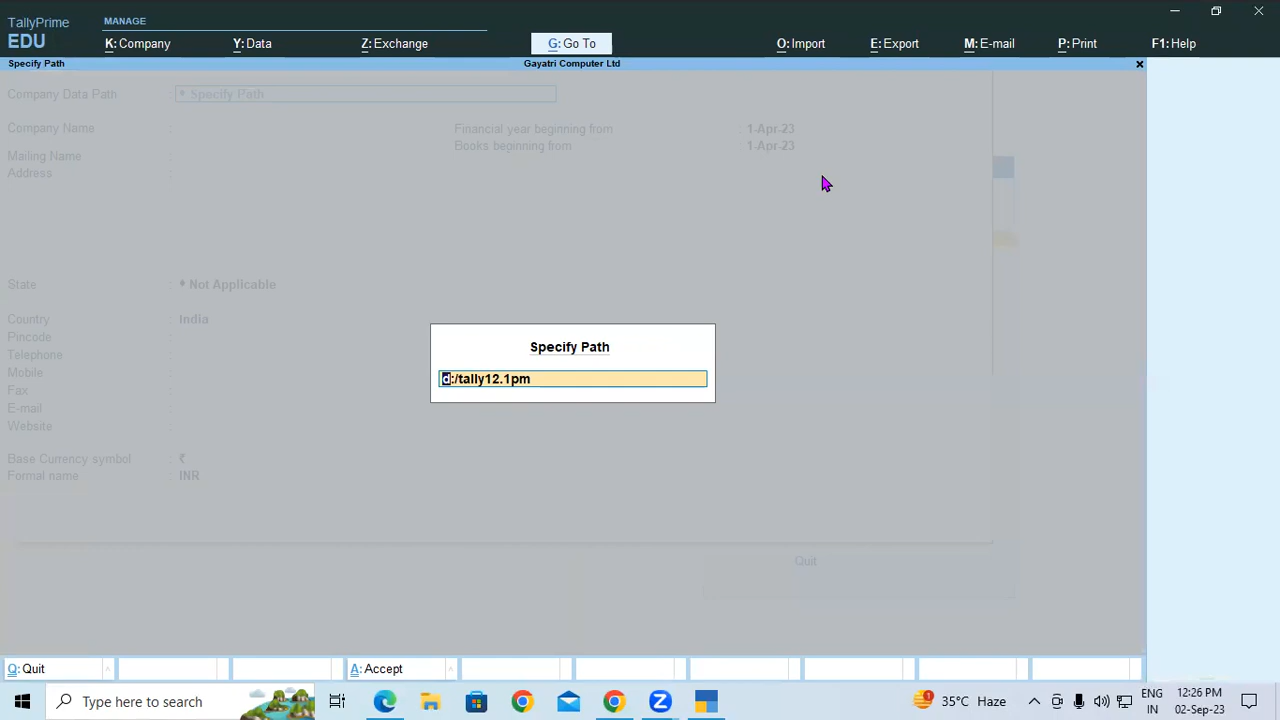 TallyPrime
EDU
MANAGE
K: Company
Y: Data
Z: Exchange
G: Go To
O: Import
E: Export
M: E-mail
P: Print
F1: Help
Specify Path
Gayatri Computer Ltd
Company Data Path : ♦ Specify Path
Company Name :
Financial year beginning from : 1-Apr-23
Books beginning from : 1-Apr-23
Mailing Name :
Address :
State : ♦ Not Applicable
Country : India
Pincode :
Telephone :
Mobile :
Fax :
E-mail :
Website :
Base Currency symbol : ₹
Formal name : INR
Specify Path
d:/tally12.1pm
Quit
Q: Quit
A: Accept
Type here to search
1
35°C Haze
ENG
IN
12:26 PM
02-Sep-23